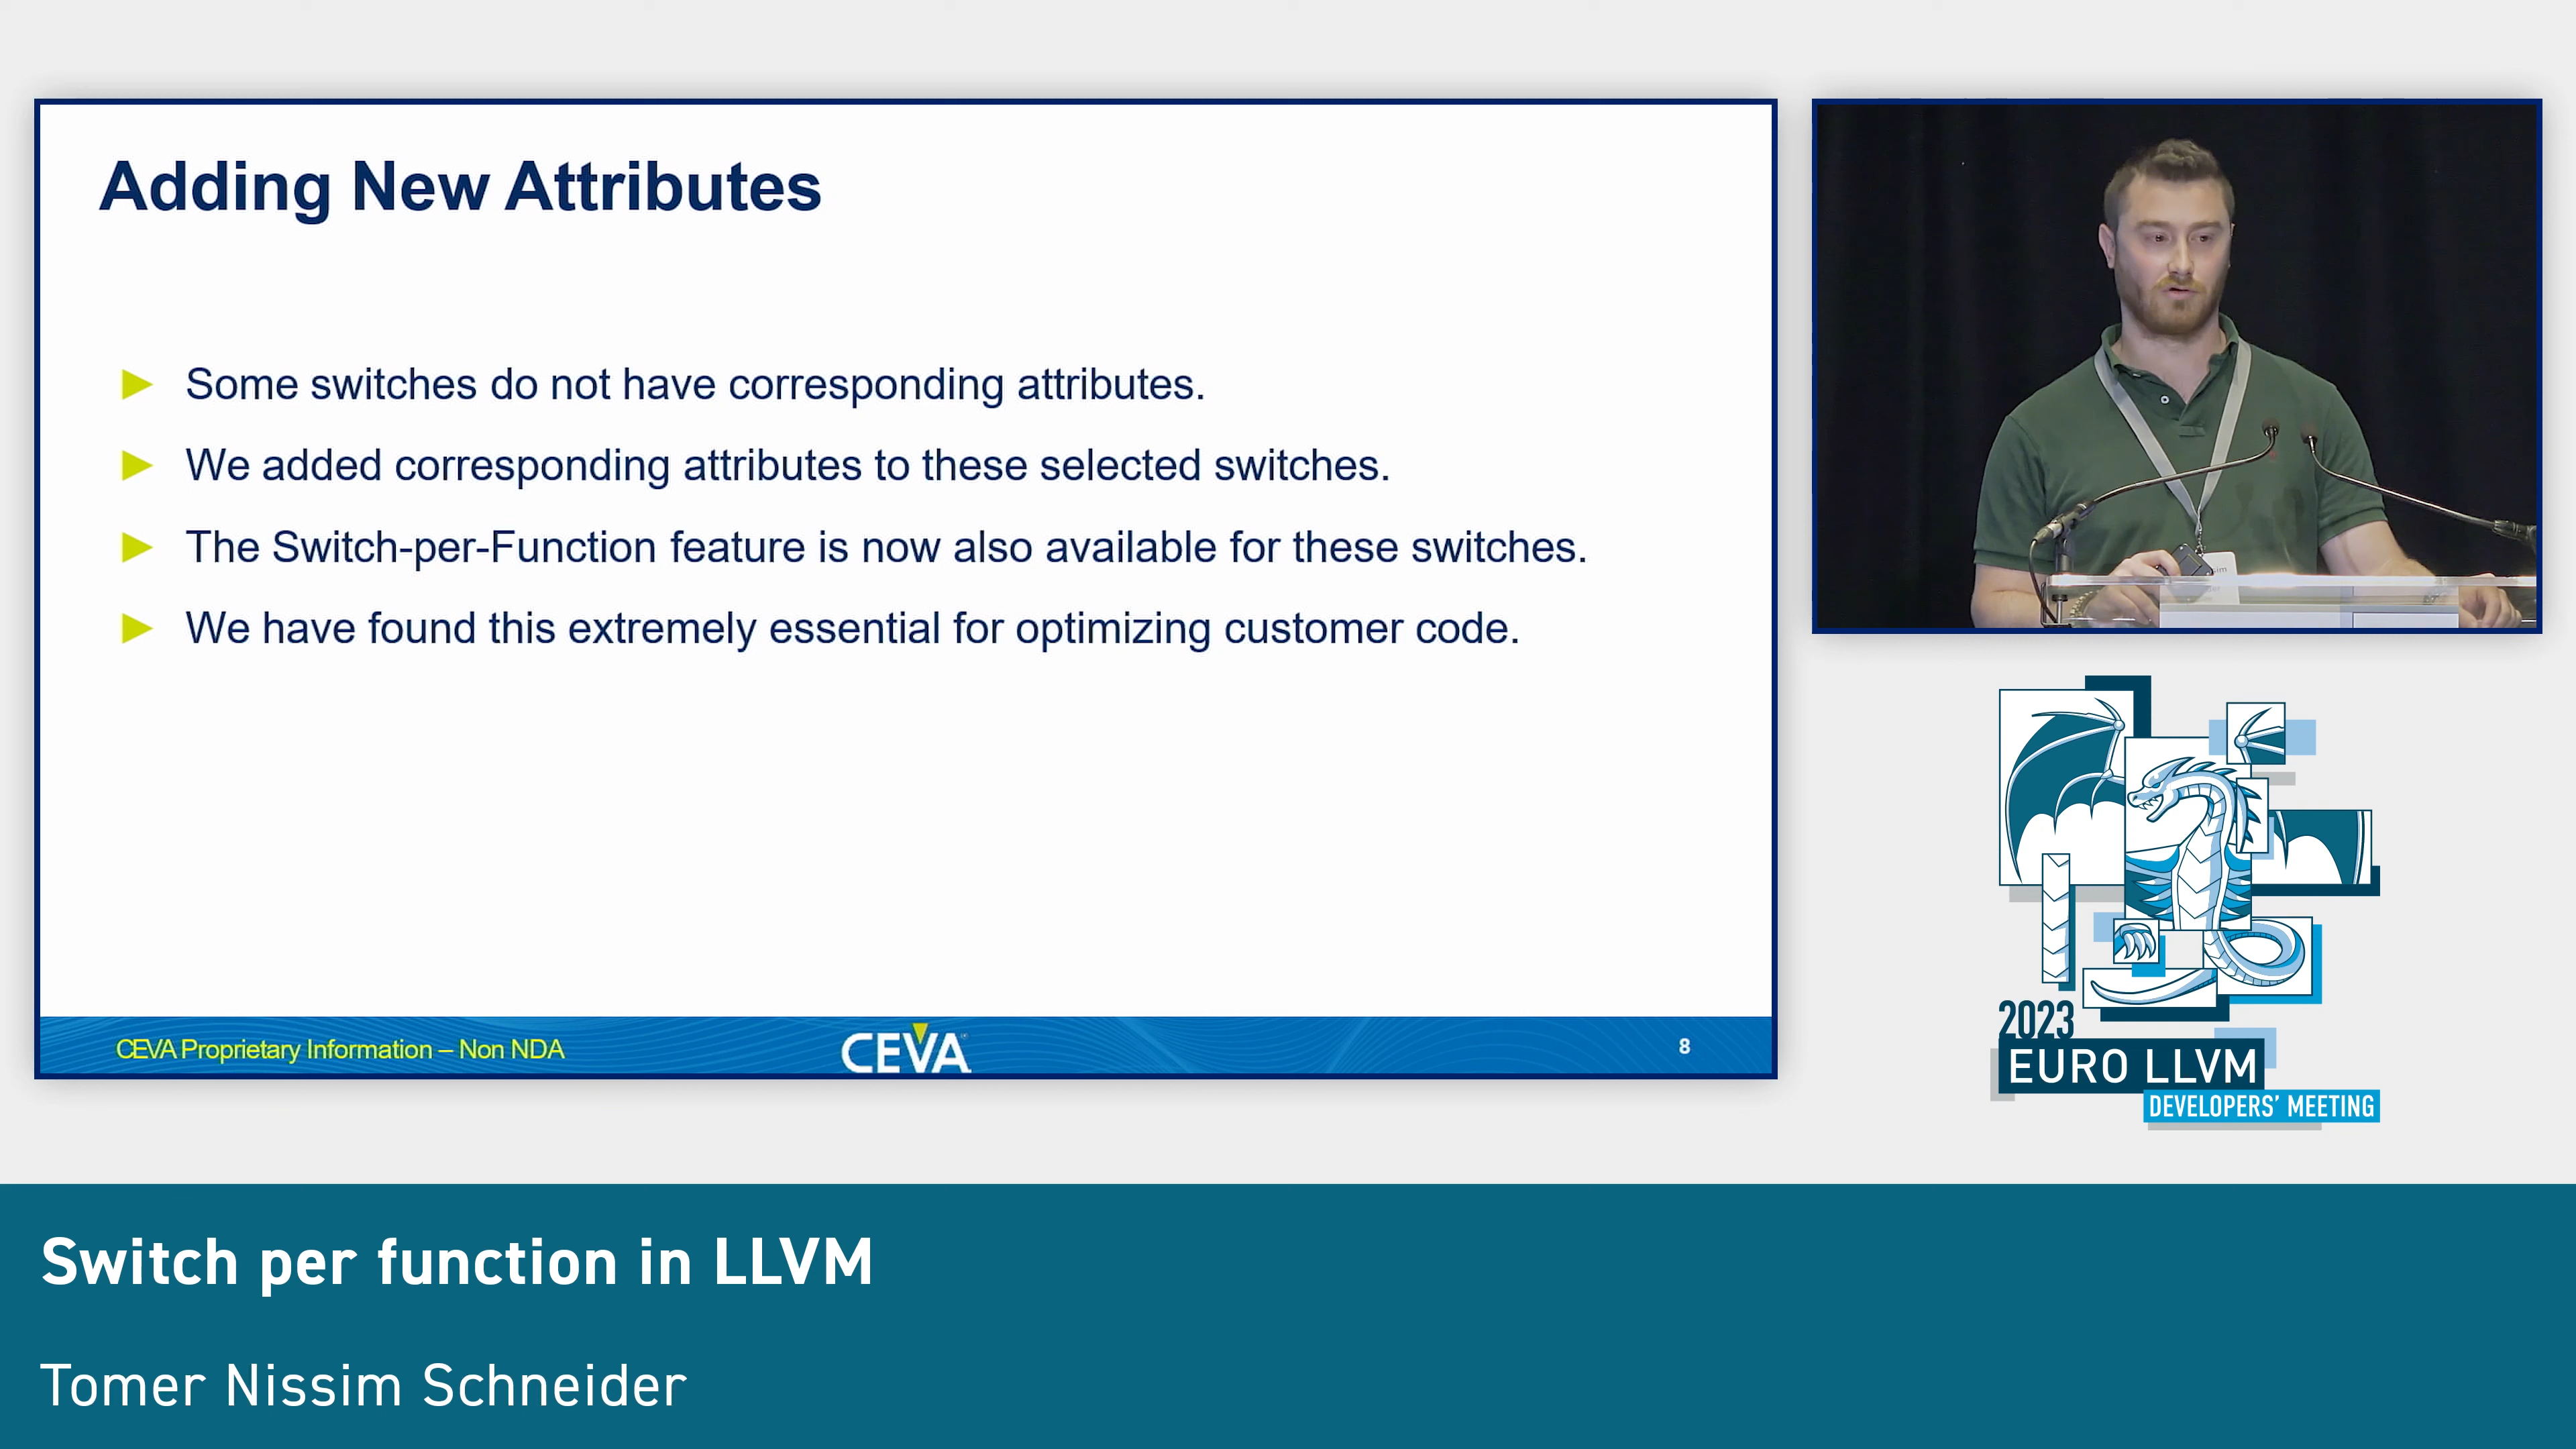 Adding New Attributes
Some switches do not have corresponding attributes.
We added corresponding attributes to these selected switches.
The Switch-per-Function feature is now also available for these switches.
We have found this extremely essential for optimizing customer code.
CEVA Proprietary Information – Non NDA
CEVA
8
2023
EURO LLVM
DEVELOPERS' MEETING
Switch per function in LLVM
Tomer Nissim Schneider